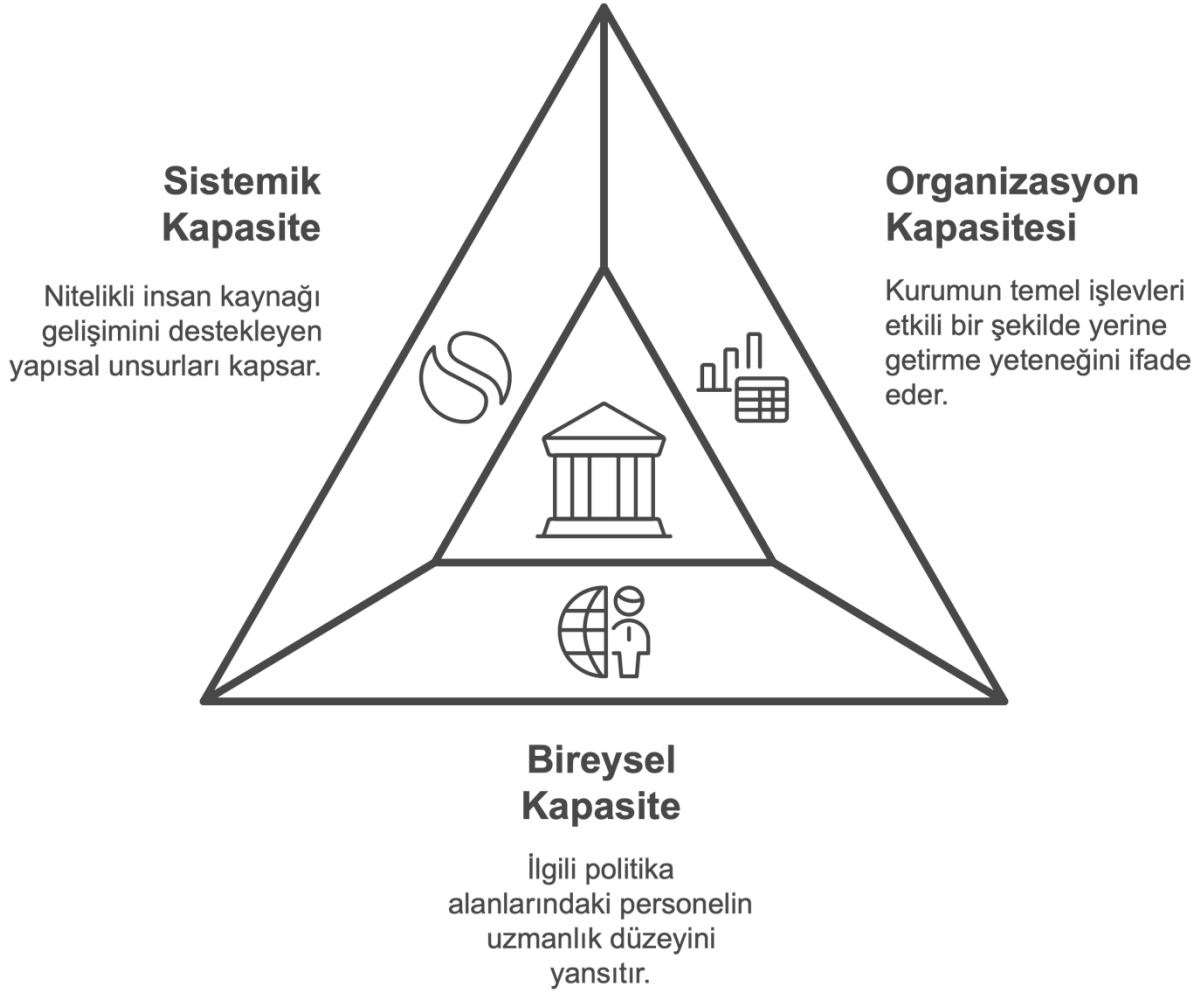 Sistemik
Kapasite
Nitelikli insan kaynağı
gelişimini destekleyen
yapısal unsurları kapsar.
Organizasyon
Kapasitesi
Kurumun temel işlevleri
etkili bir şekilde yerine
getirme yeteneğini ifade
eder.
Bireysel
Kapasite
İlgili politika
alanlarındaki personelin
uzmanlık düzeyini
yansıtır.